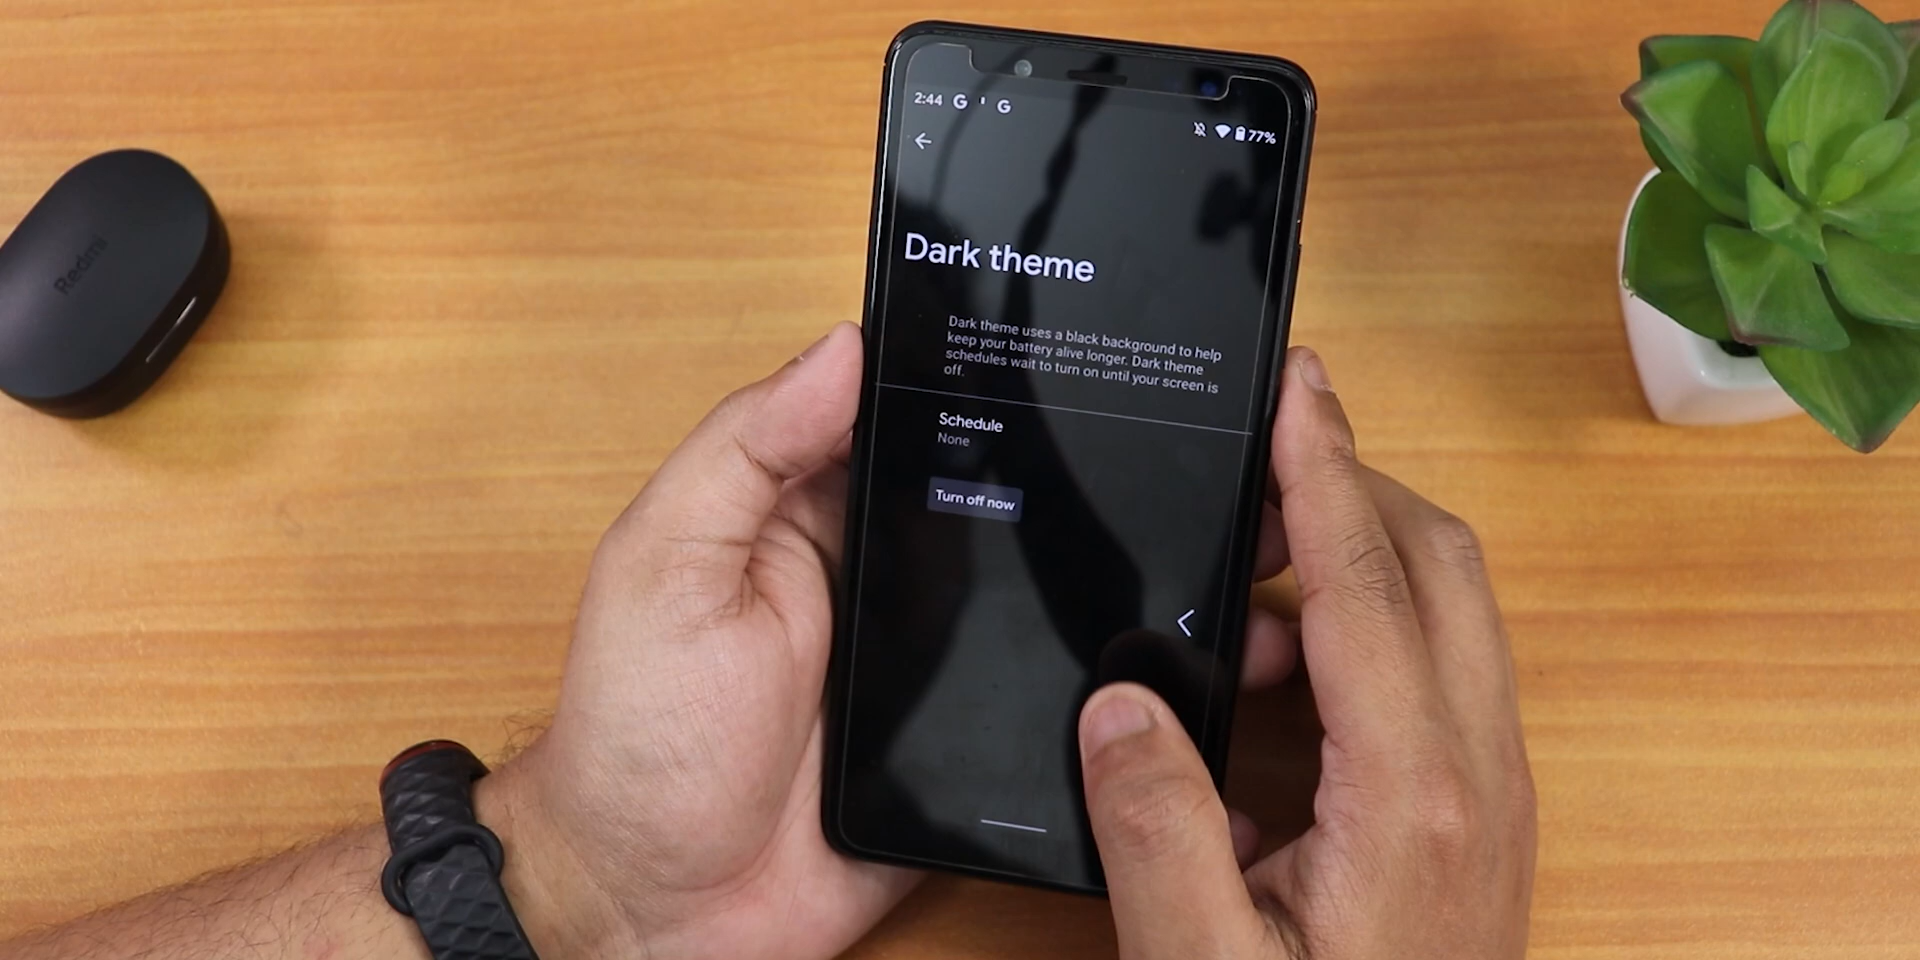 Redmi
2:44 G G
77%
Dark theme
Dark theme uses a black background to help
keep your battery alive longer. Dark theme
schedules wait to turn on until your screen is
off.
Schedule
None
Turn off now